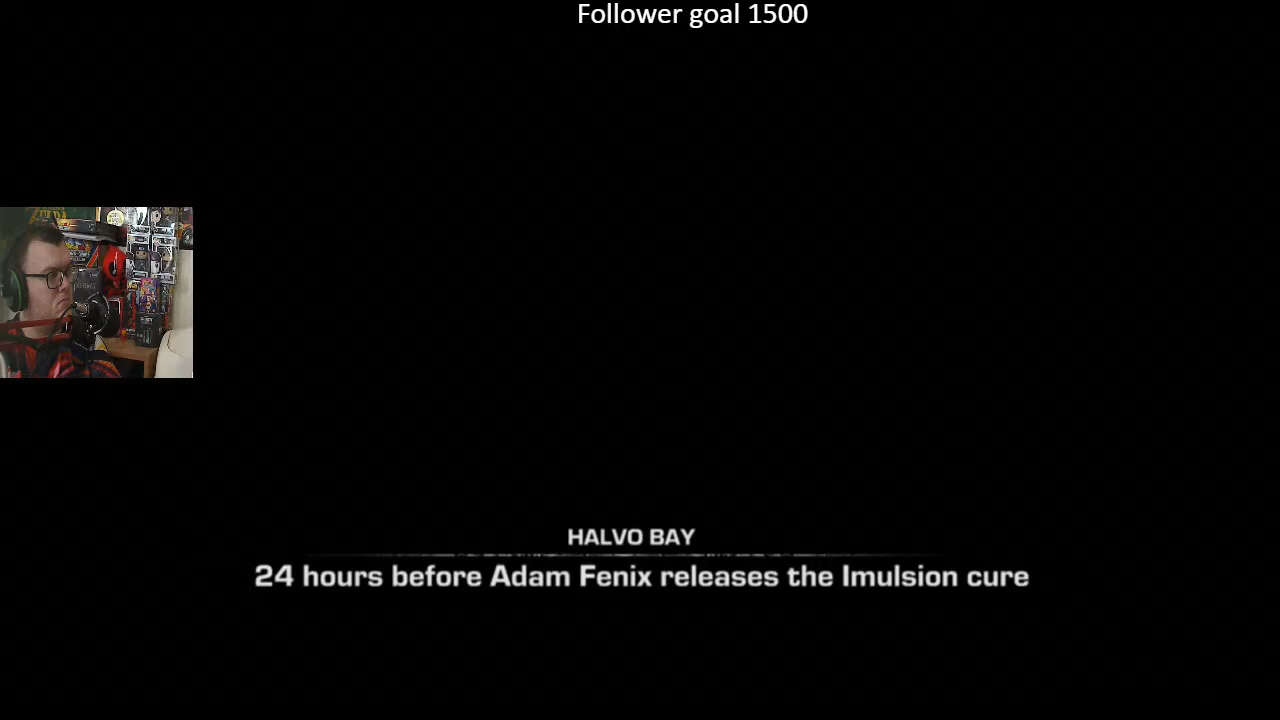 Follower goal 1500
HALVO BAY
24 hours before Adam Fenix releases the Imulsion cure